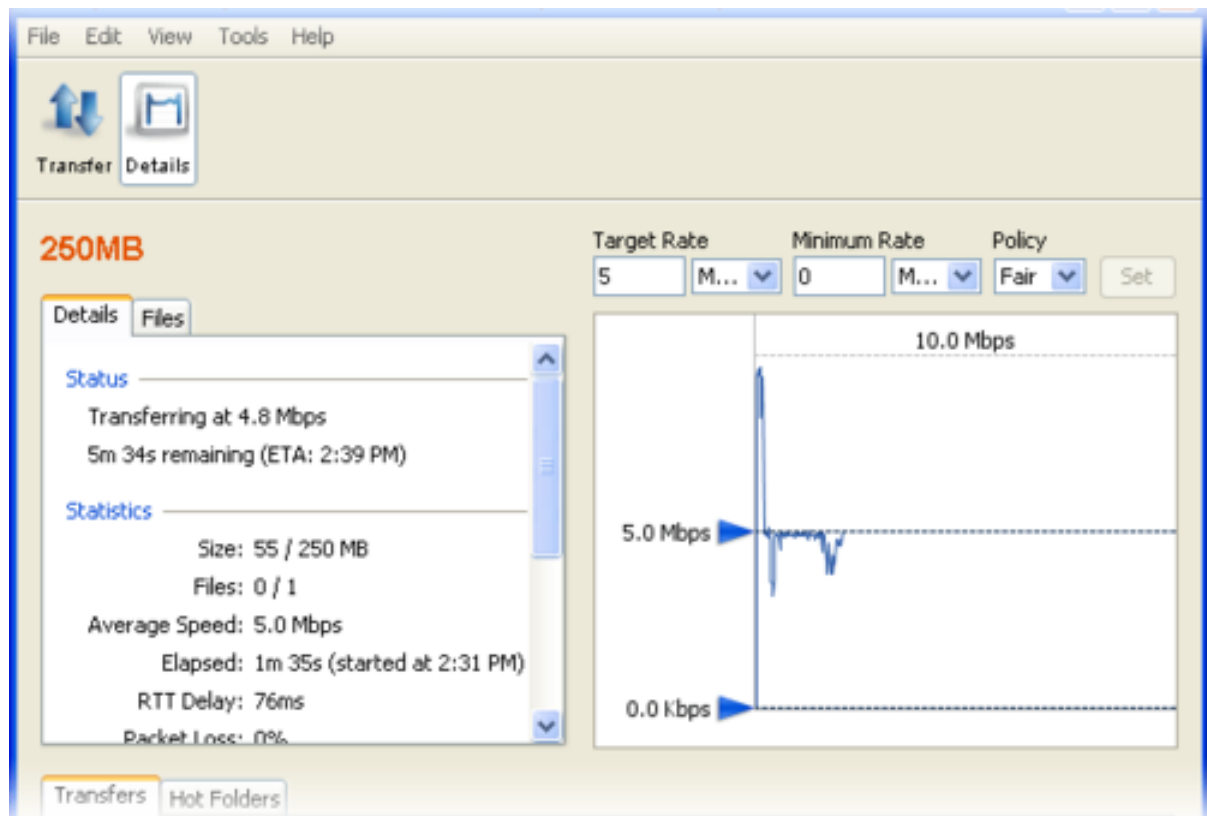 File Edit View Tools Help
Transfer Details
250MB
Target Rate Minimum Rate Policy
5 M... 0 M... Fair Set
Details Files
Status
Transferring at 4.8 Mbps
5m 34s remaining (ETA: 2:39 PM)
Statistics
Size: 55 / 250 MB
Files: 0 / 1
Average Speed: 5.0 Mbps
Elapsed: 1m 35s (started at 2:31 PM)
RTT Delay: 76ms
Packet Loss: 0%
10.0 Mbps
5.0 Mbps
0.0 Kbps
Transfers Hot Folders